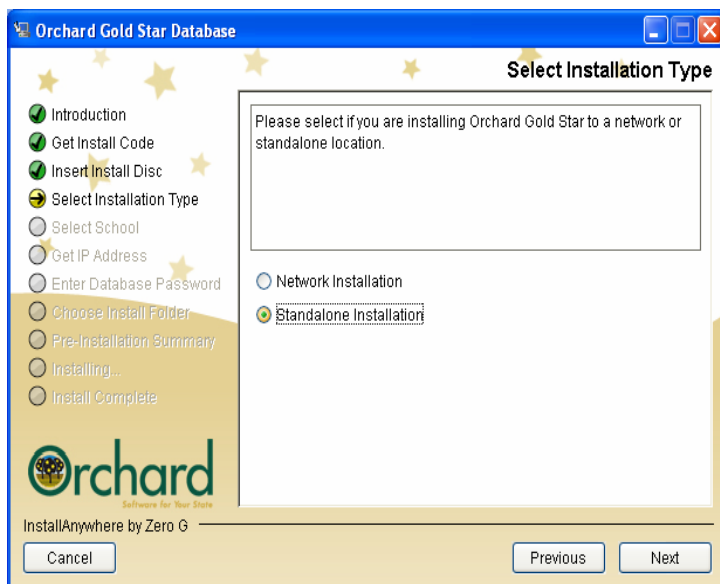 Orchard Gold Star Database
Select Installation Type
Introduction
Get Install Code
Insert Install Disc
Select Installation Type
Select School
Get IP Address
Enter Database Password
Choose Install Folder
Pre-Installation Summary
Installing...
Install Complete
Please select if you are installing Orchard Gold Star to a network or
standalone location.
Network Installation
Standalone Installation
Orchard
Software for Your State
InstallAnywhere by Zero G
Cancel
Previous
Next